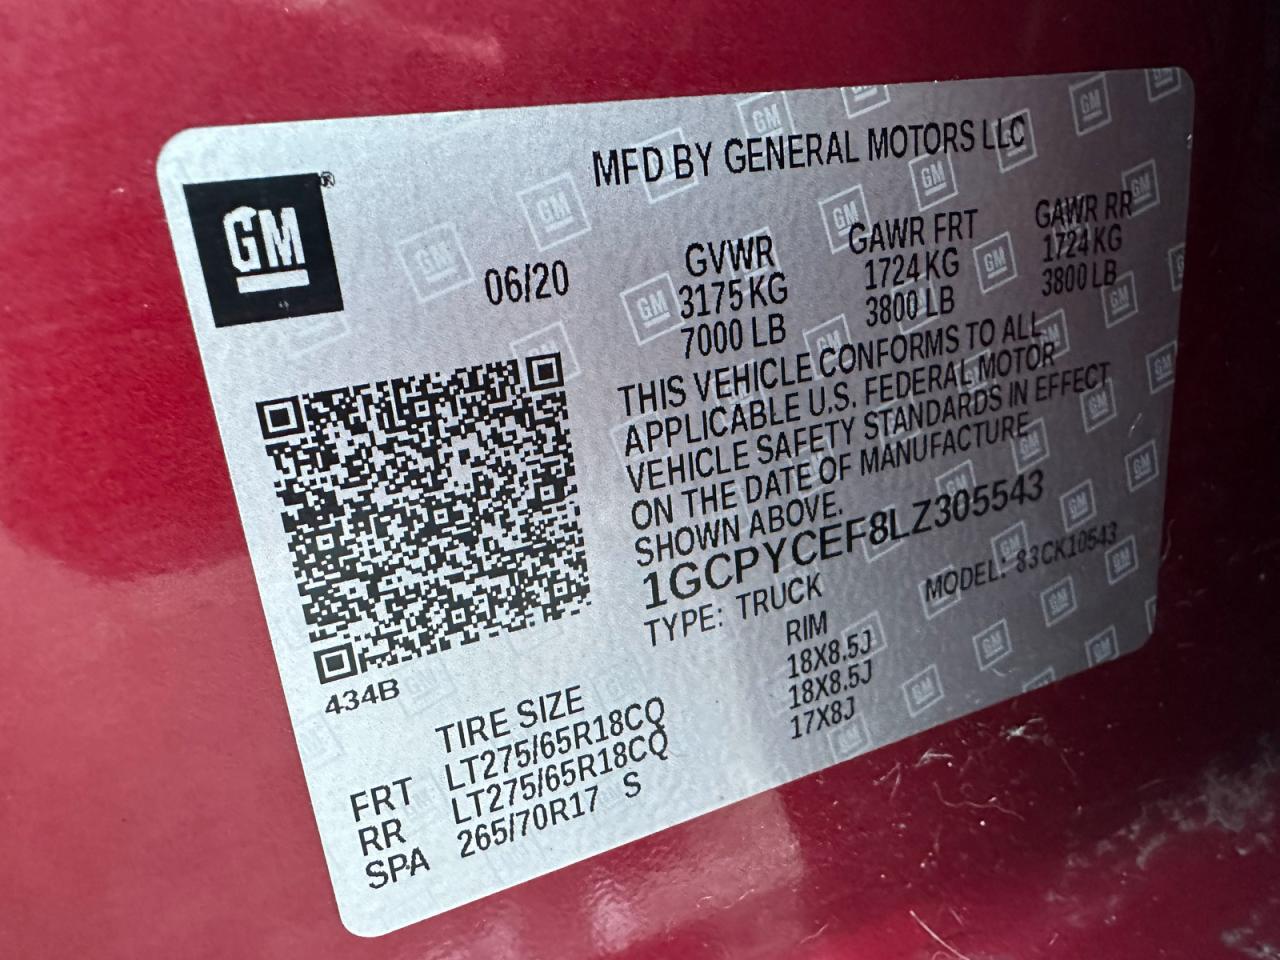 GM®
MFD BY GENERAL MOTORS LLC
06/20
GVWR GAWR FRT GAWR RR
3175 KG 1724 KG 1724 KG
7000 LB 3800 LB 3800 LB
THIS VEHICLE CONFORMS TO ALL
APPLICABLE U.S. FEDERAL MOTOR
VEHICLE SAFETY STANDARDS IN EFFECT
ON THE DATE OF MANUFACTURE
SHOWN ABOVE.
1GCPYCEF8LZ305543
TYPE: TRUCK MODEL: 83CK10543
434B
TIRE SIZE RIM
FRT LT275/65R18CQ 18X8.5J
RR LT275/65R18CQ 18X8.5J
SPA 265/70R17 S 17X8J